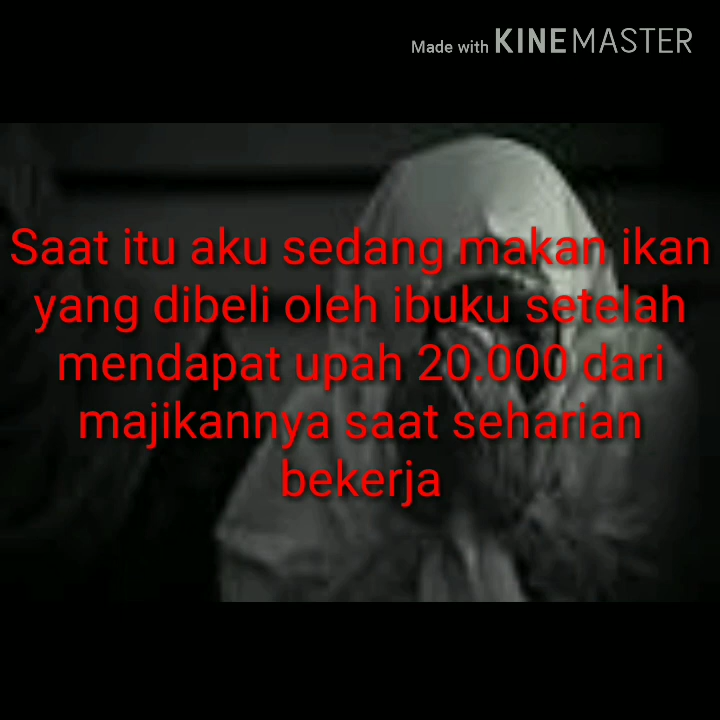 Made with KINEMASTER
Saat itu aku sedang makan ikan
yang dibeli oleh ibuku setelah
mendapat upah 20.000 dari
majikannya saat seharian
bekerja